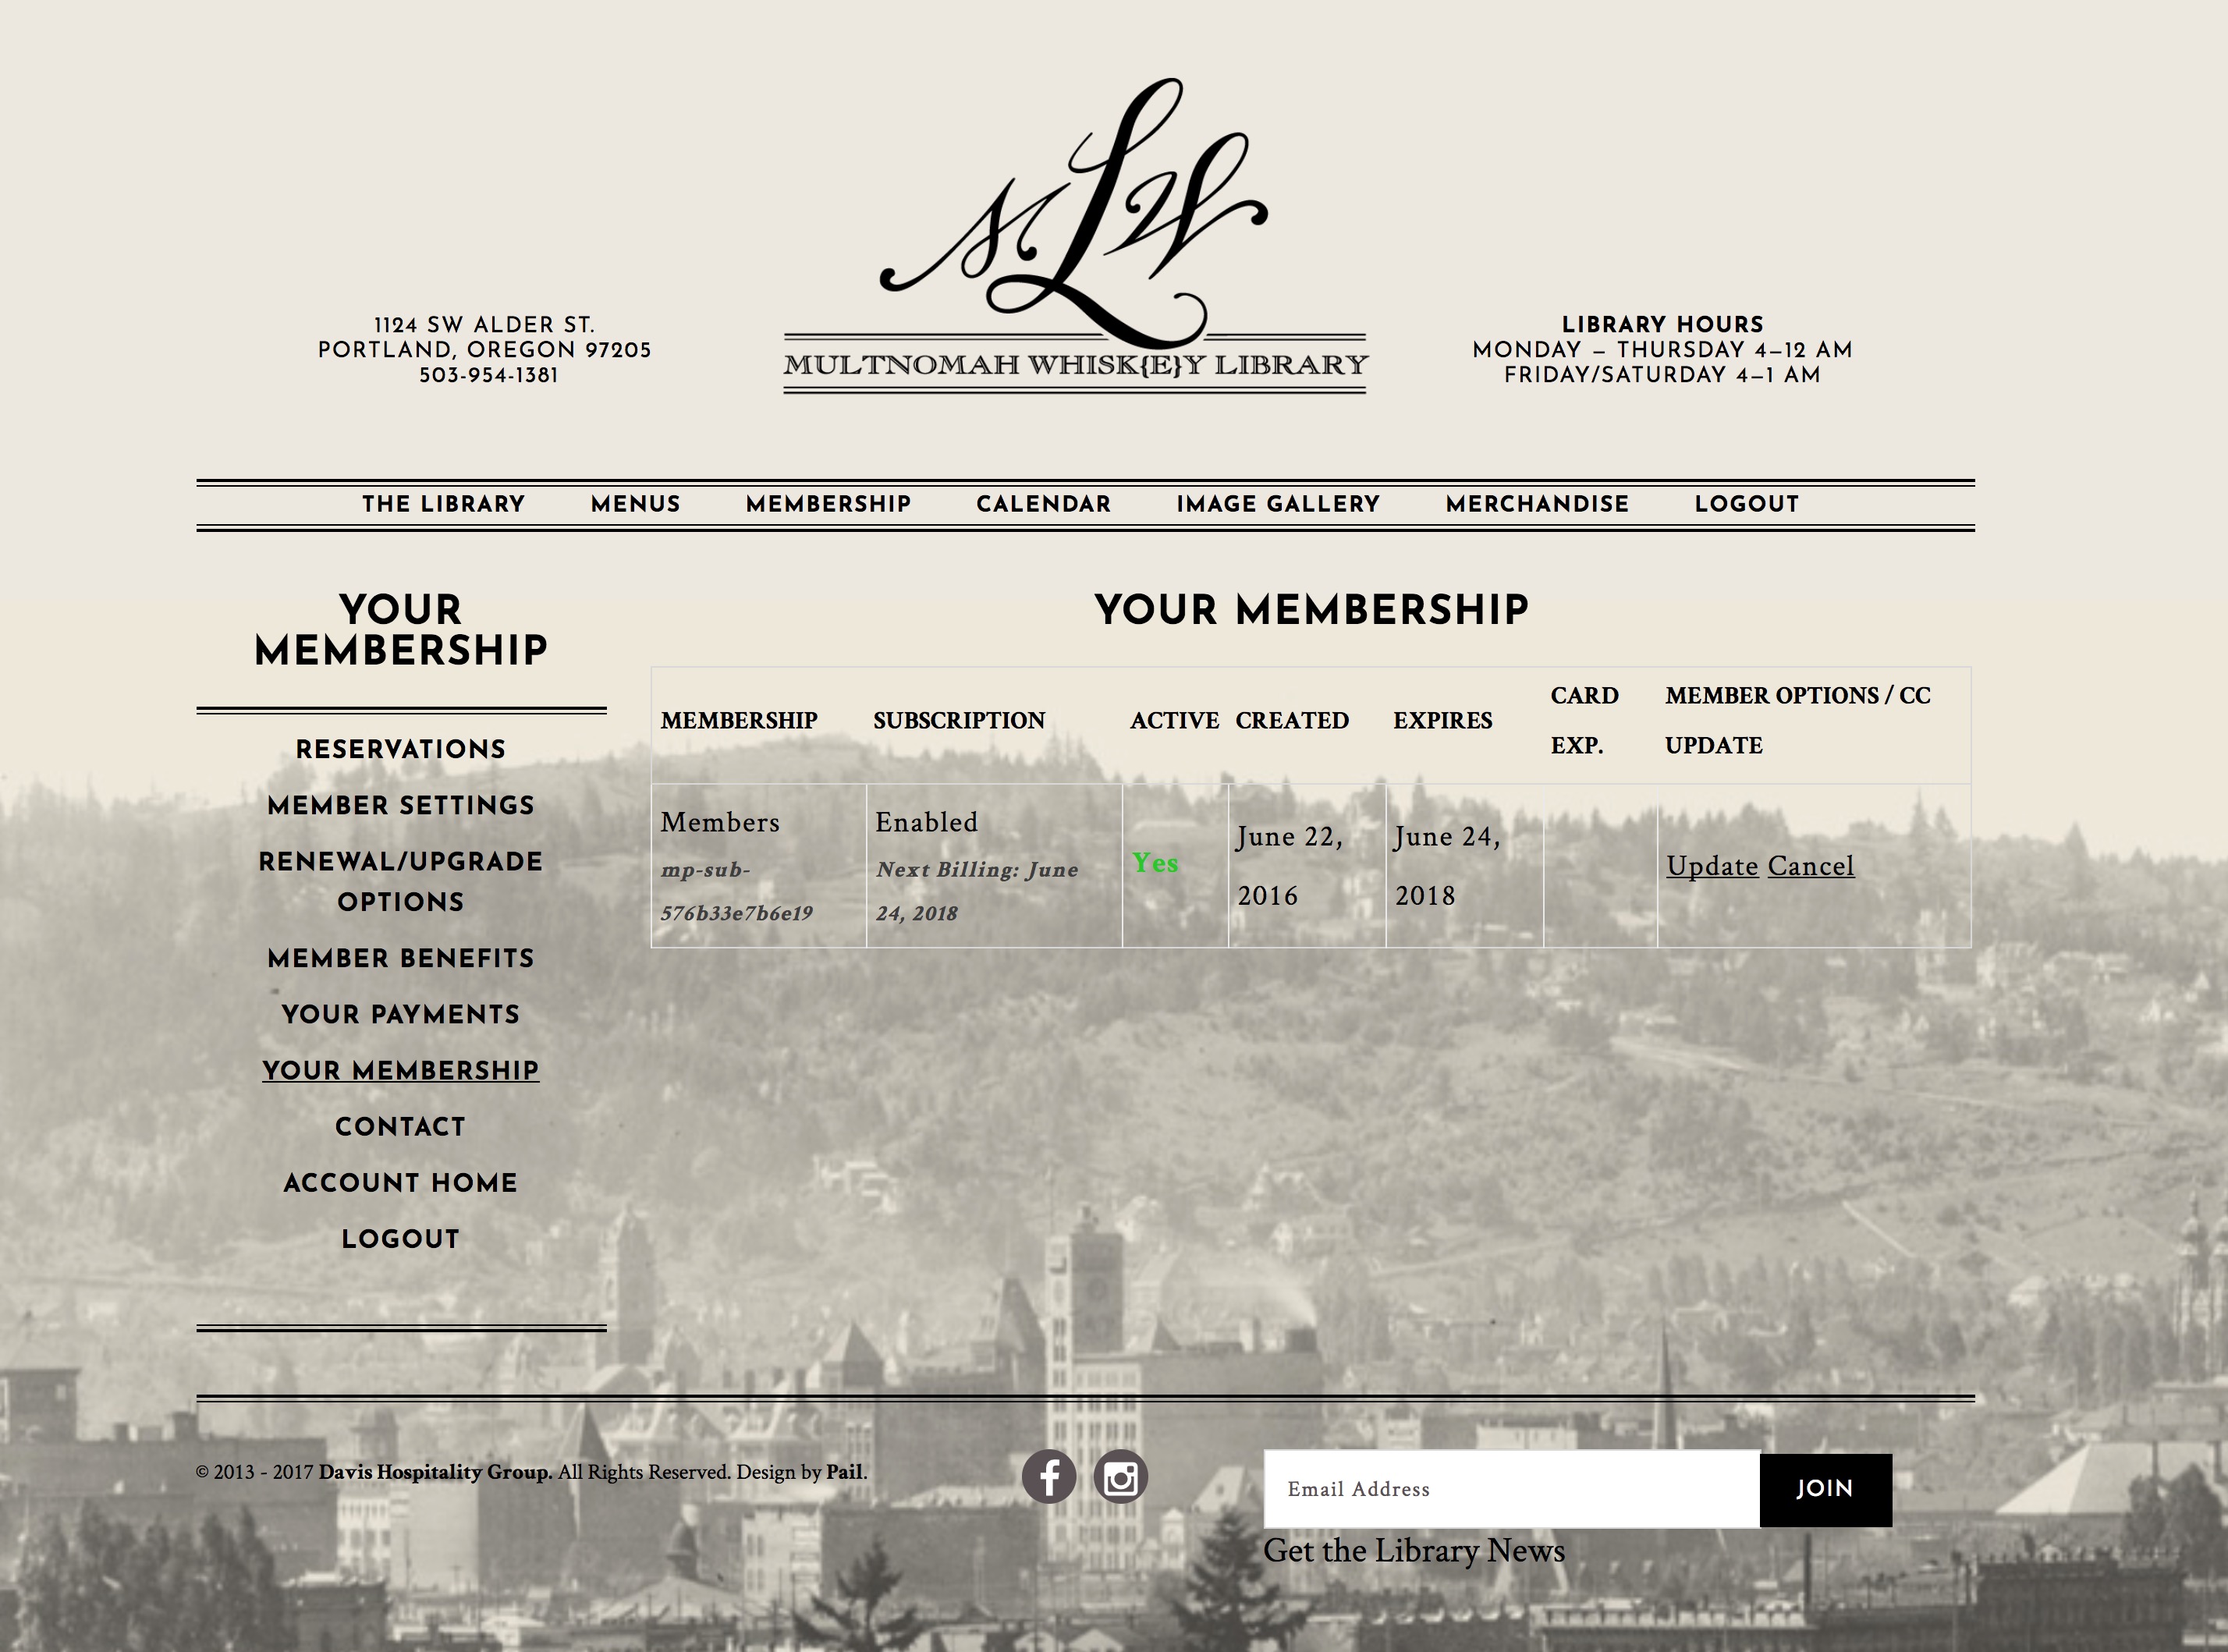 MLW
1124 SW ALDER ST.
PORTLAND, OREGON 97205
503-954-1381
MULTNOMAH WHISK{E}Y LIBRARY
LIBRARY HOURS
MONDAY – THURSDAY 4–12 AM
FRIDAY/SATURDAY 4–1 AM
THE LIBRARY MENUS MEMBERSHIP CALENDAR IMAGE GALLERY MERCHANDISE LOGOUT
YOUR
MEMBERSHIP
RESERVATIONS
MEMBER SETTINGS
RENEWAL/UPGRADE
OPTIONS
MEMBER BENEFITS
YOUR PAYMENTS
YOUR MEMBERSHIP
CONTACT
ACCOUNT HOME
LOGOUT
YOUR MEMBERSHIP
MEMBERSHIP SUBSCRIPTION ACTIVE CREATED EXPIRES CARD EXP. MEMBER OPTIONS / CC UPDATE
Members
mp-sub-
576b33e7b6e19
Enabled
Next Billing: June
24, 2018
Yes
June 22,
2016
June 24,
2018
Update Cancel
© 2013 - 2017 Davis Hospitality Group. All Rights Reserved. Design by Pail.
Email Address
JOIN
Get the Library News